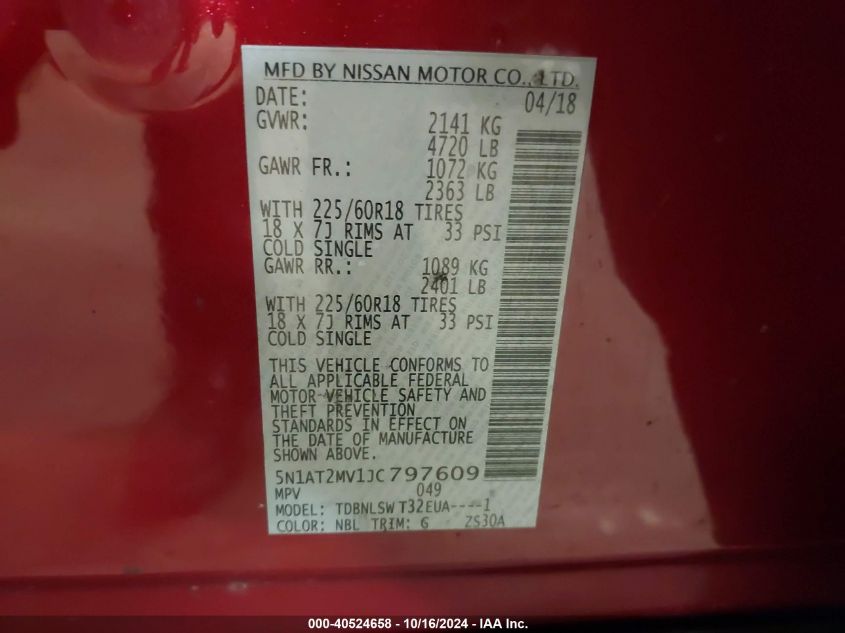 MFD BY NISSAN MOTOR CO., LTD.
DATE: 04/18
GVWR: 2141 KG
4720 LB
GAWR FR.: 1072 KG
2363 LB
WITH 225/60R18 TIRES
18 X 7J RIMS AT 33 PSI
COLD SINGLE
GAWR RR.: 1089 KG
2401 LB
WITH 225/60R18 TIRES
18 X 7J RIMS AT 33 PSI
COLD SINGLE
THIS VEHICLE CONFORMS TO
ALL APPLICABLE FEDERAL
MOTOR VEHICLE SAFETY AND
THEFT PREVENTION
STANDARDS IN EFFECT ON
THE DATE OF MANUFACTURE
SHOWN ABOVE.
5N1AT2MV1JC797609
MPV 049
MODEL: TDBNLSW T32EUA----1
COLOR: NBL TRIM: G ZS30A
000-40524658 - 10/16/2024 - IAA Inc.